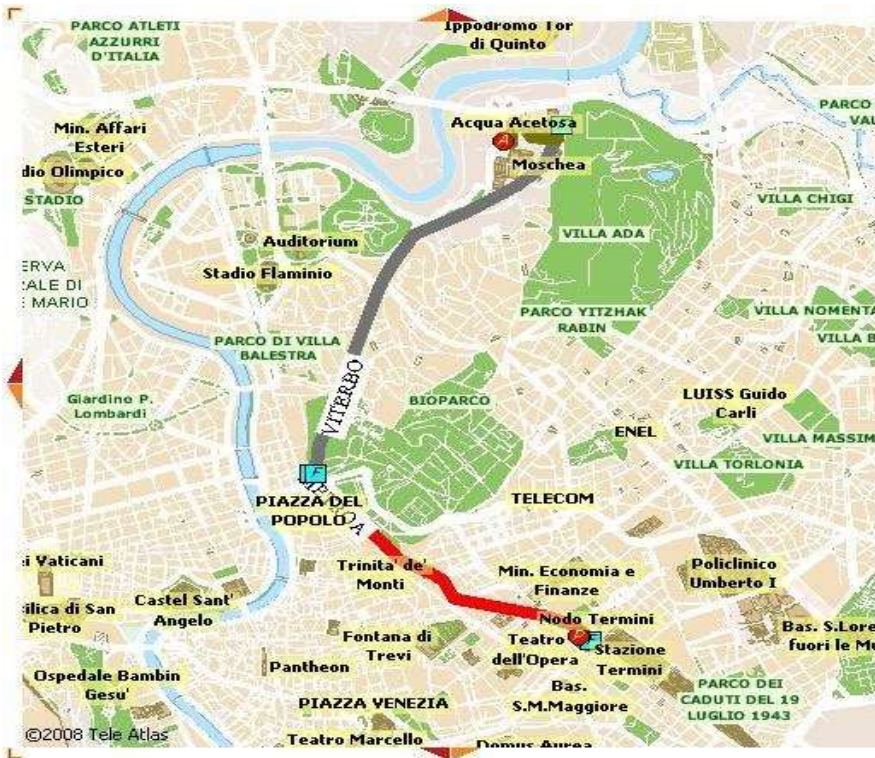 PARCO ATLETI
AZZURRI
D'ITALIA
Ippodromo Tor
di Quinto
Min. Affari
Esteri
dio Olimpico
STADIO
Acqua Acetosa
A
Moschea
PARCO
VAL
VILLA CHIGI
VILLA ADA
Auditorium
Stadio Flaminio
ERVA
RALE DI
E MARIO
PARCO DI VILLA
BALESTRA
PARCO YITZHAK
RABIN
VILLA NOMENTA
VILLA B
VITERBO
Giardino P.
Lombardi
BIOPARCO
LUISS Guido
Carli
ENEL
VILLA MASSIM
VILLA TORLONIA
F
METRO A
PIAZZA DEL
POPOLO
TELECOM
ei Vaticani
Trinita' de'
Monti
Min. Economia e
Finanze
Policlinico
Umberto I
silica di San
Pietro
Castel Sant'
Angelo
Fontana di
Trevi
Nodo Termini
P
F
Teatro
dell'Opera
Stazione
Termini
Bas. S.Lore
fuori le Mu
Ospedale Bambin
Gesu'
Pantheon
Bas.
S.M.Maggiore
PARCO DEI
CADUTI DEL 19
LUGLIO 1943
PIAZZA VENEZIA
Teatro Marcello
Domus Aurea
©2008 Tele Atlas